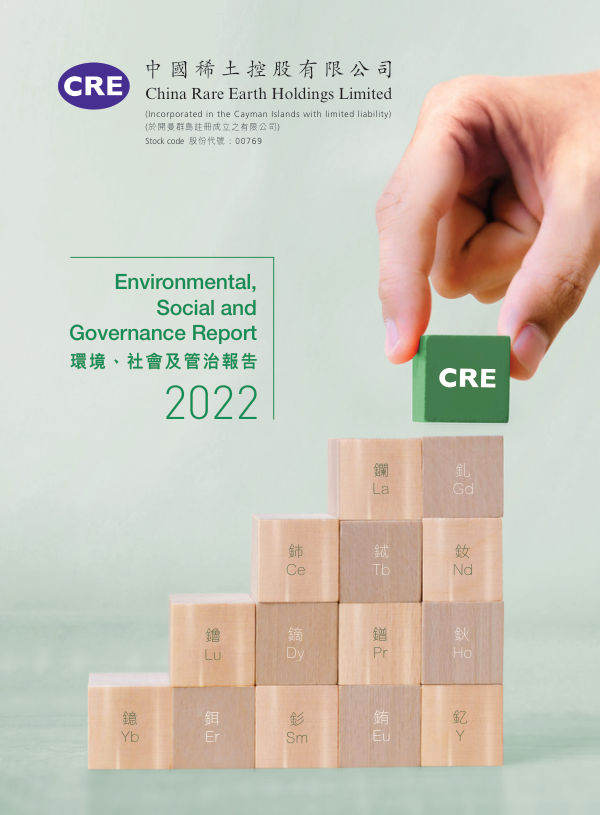 CRE
中國稀土控股有限公司
China Rare Earth Holdings Limited
(Incorporated in the Cayman Islands with limited liability)
(於開曼群島註冊成立之有限公司)
Stock code 股份代號 : 00769
Environmental,
Social and
Governance Report
環境、社會及管治報告
2022
CRE
鑭
La
釓
Gd
鈰
Ce
鋱
Tb
釹
Nd
鑥
Lu
鏑
Dy
鐠
Pr
鈥
Ho
鐿
Yb
鉺
Er
釤
Sm
銪
Eu
釔
Y